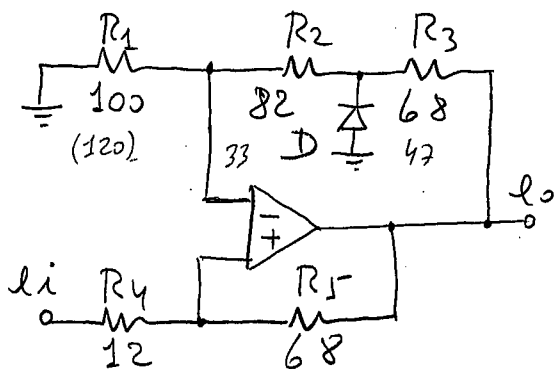 R1 R2 R3
100 82 68
(120) 33 D 47
-
+
ei R4 R5 eo
12 68